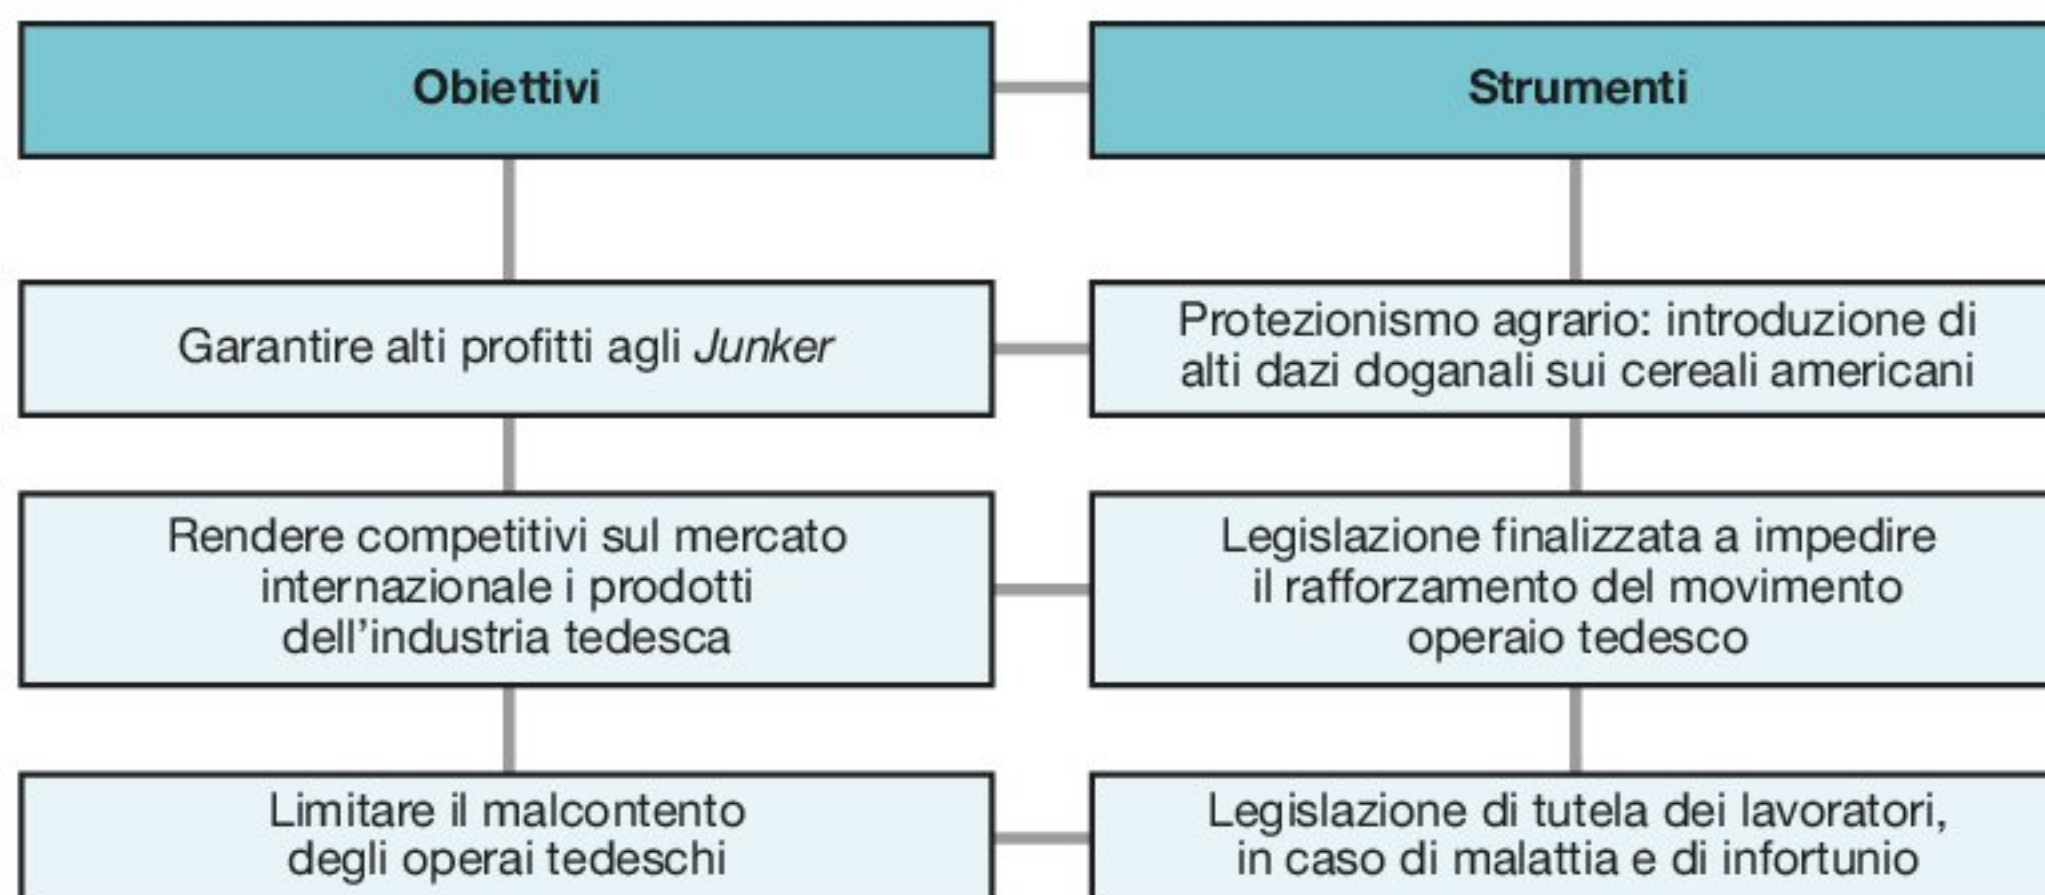 Obiettivi
Strumenti
Garantire alti profitti agli Junker
Protezionismo agrario: introduzione di
alti dazi doganali sui cereali americani
Rendere competitivi sul mercato
internazionale i prodotti
dell’industria tedesca
Legislazione finalizzata a impedire
il rafforzamento del movimento
operaio tedesco
Limitare il malcontento
degli operai tedeschi
Legislazione di tutela dei lavoratori,
in caso di malattia e di infortunio